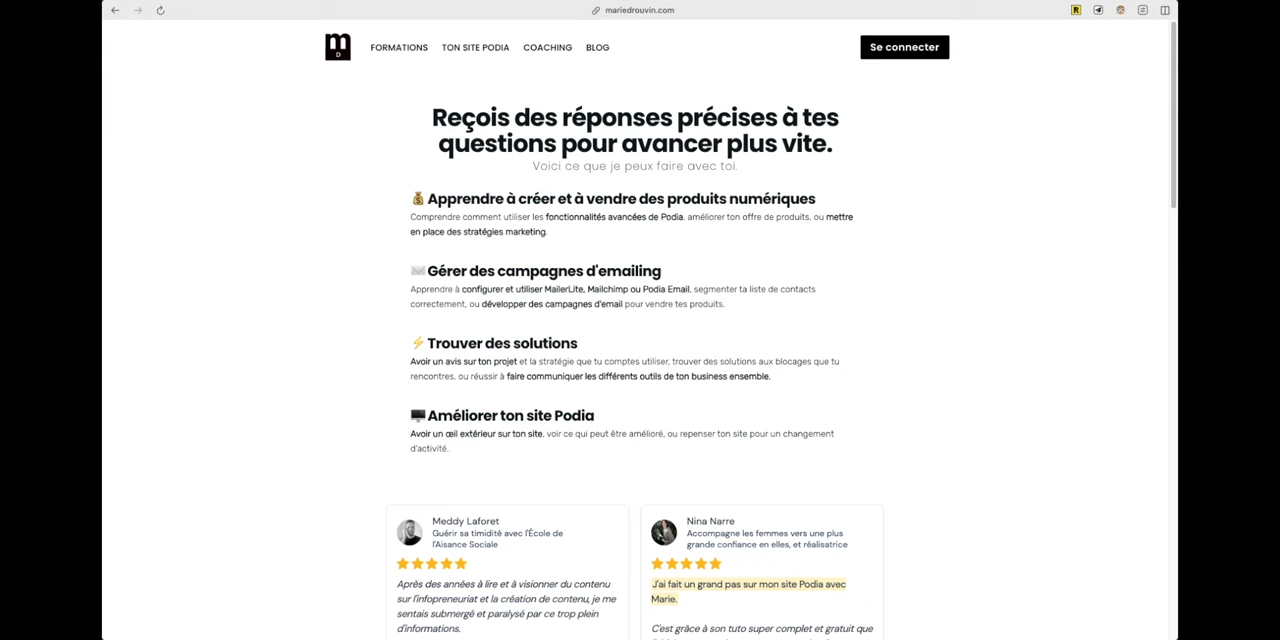 mariedrouvin.com
R
m
D
FORMATIONS TON SITE PODIA COACHING BLOG
Se connecter
Reçois des réponses précises à tes
questions pour avancer plus vite.
Voici ce que je peux faire avec toi.
💰 Apprendre à créer et à vendre des produits numériques
Comprendre comment utiliser les fonctionnalités avancées de Podia, améliorer ton offre de produits, ou mettre
en place des stratégies marketing.
✉️ Gérer des campagnes d'emailing
Apprendre à configurer et utiliser MailerLite, Mailchimp ou Podia Email, segmenter ta liste de contacts
correctement, ou développer des campagnes d'email pour vendre tes produits.
⚡ Trouver des solutions
Avoir un avis sur ton projet et la stratégie que tu comptes utiliser, trouver des solutions aux blocages que tu
rencontres, ou réussir à faire communiquer les différents outils de ton business ensemble.
🖥️ Améliorer ton site Podia
Avoir un œil extérieur sur ton site, voir ce qui peut être amélioré, ou repenser ton site pour un changement
d'activité.
Meddy Laforet
Guérir sa timidité avec l'École de
l'Aisance Sociale
Après des années à lire et à visionner du contenu
sur l'infopreneuriat et la création de contenu, je me
sentais submergé et paralysé par ce trop plein
d'informations.
Nina Narre
Accompagne les femmes vers une plus
grande confiance en elles, et réalisatrice
J'ai fait un grand pas sur mon site Podia avec
Marie.
C'est grâce à son tuto super complet et gratuit que